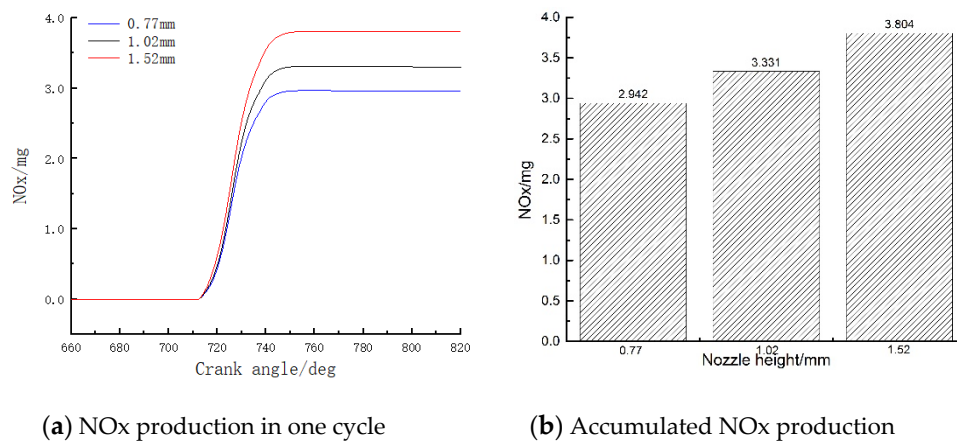 4.0
3.0
2.0
1.0
0.0
NOx/mg
0.77mm
1.02mm
1.52mm
660 680 700 720 740 760 780 800 820
Crank angle/deg
(a) NOx production in one cycle
4.0
3.5
3.0
2.5
2.0
1.5
1.0
0.5
0.0
NOx/mg
2.942
3.331
3.804
0.77 1.02 1.52
Nozzle height/mm
(b) Accumulated NOx production